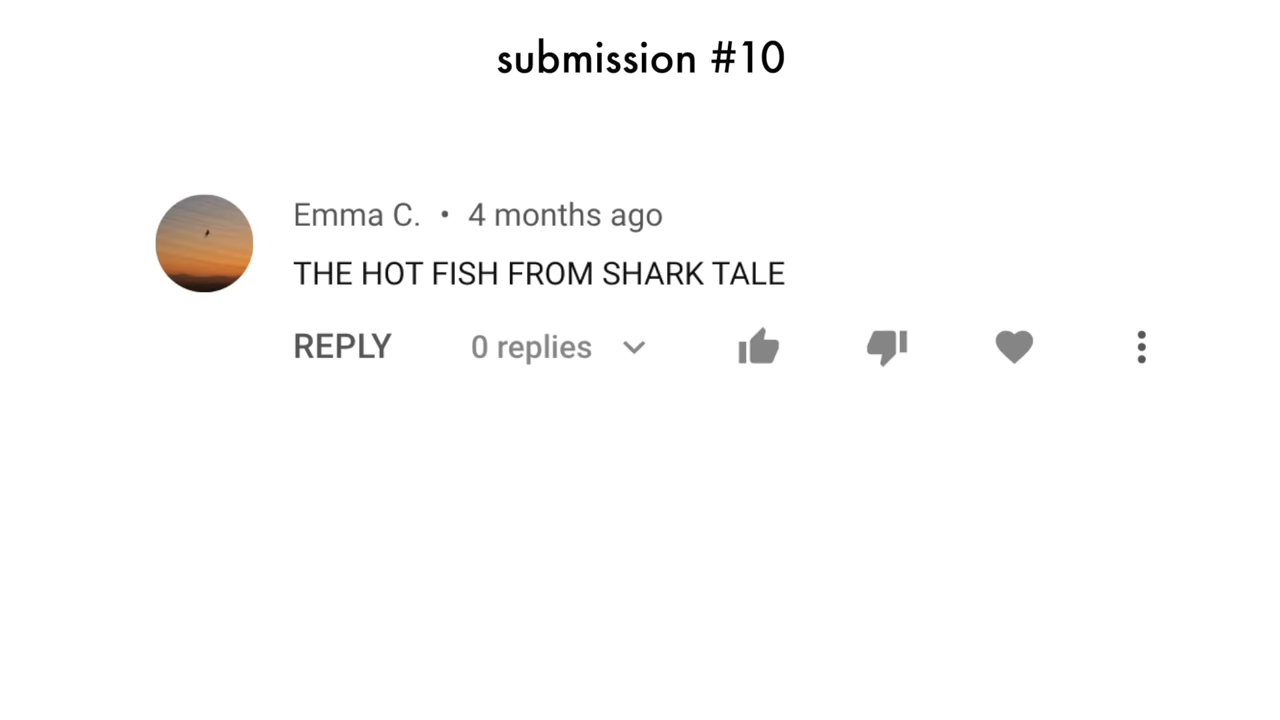 submission #10
Emma C. • 4 months ago
THE HOT FISH FROM SHARK TALE
REPLY 0 replies